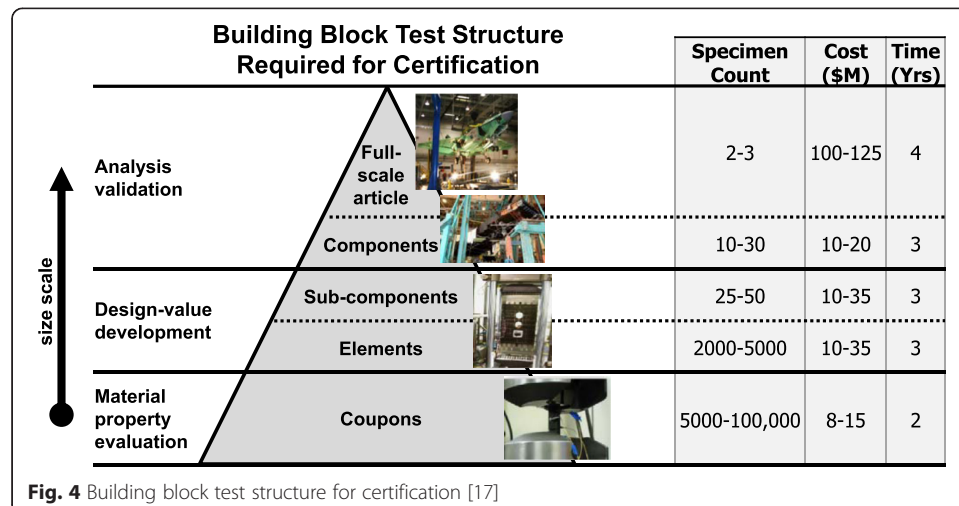 Building Block Test Structure
Required for Certification
Specimen
Count
Cost
($M)
Time
(Yrs)
size scale
Analysis
validation
Full-
scale
article
2-3
100-125
4
Components
10-30
10-20
3
Design-value
development
Sub-components
25-50
10-35
3
Elements
2000-5000
10-35
3
Material
property
evaluation
Coupons
5000-100,000
8-15
2
Fig. 4 Building block test structure for certification [17]